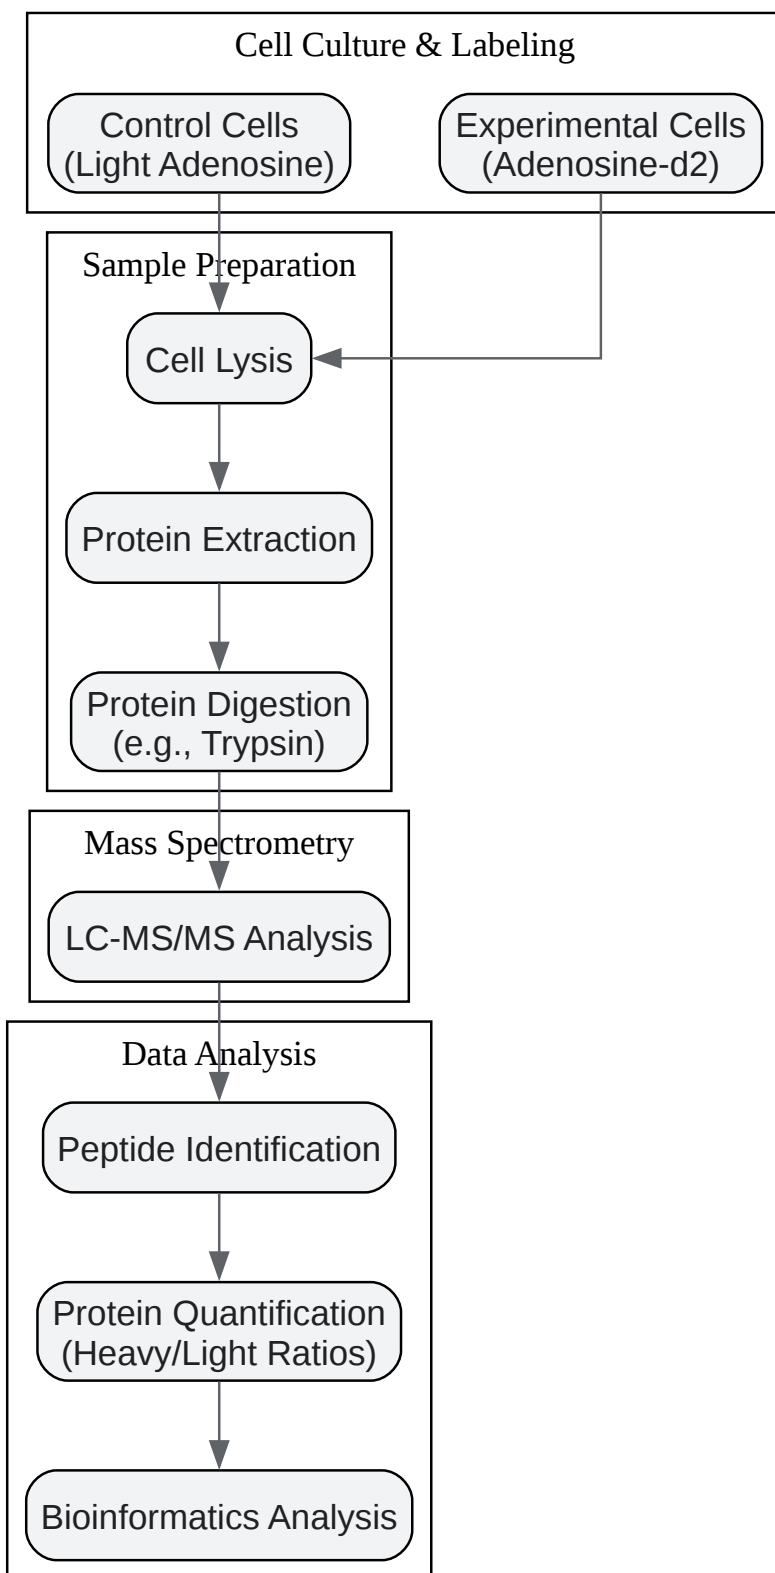 Cell Culture & Labeling
Control Cells
(Light Adenosine)
Experimental Cells
(Adenosine-d2)
Sample Preparation
Cell Lysis
Protein Extraction
Protein Digestion
(e.g., Trypsin)
Mass Spectrometry
LC-MS/MS Analysis
Data Analysis
Peptide Identification
Protein Quantification
(Heavy/Light Ratios)
Bioinformatics Analysis